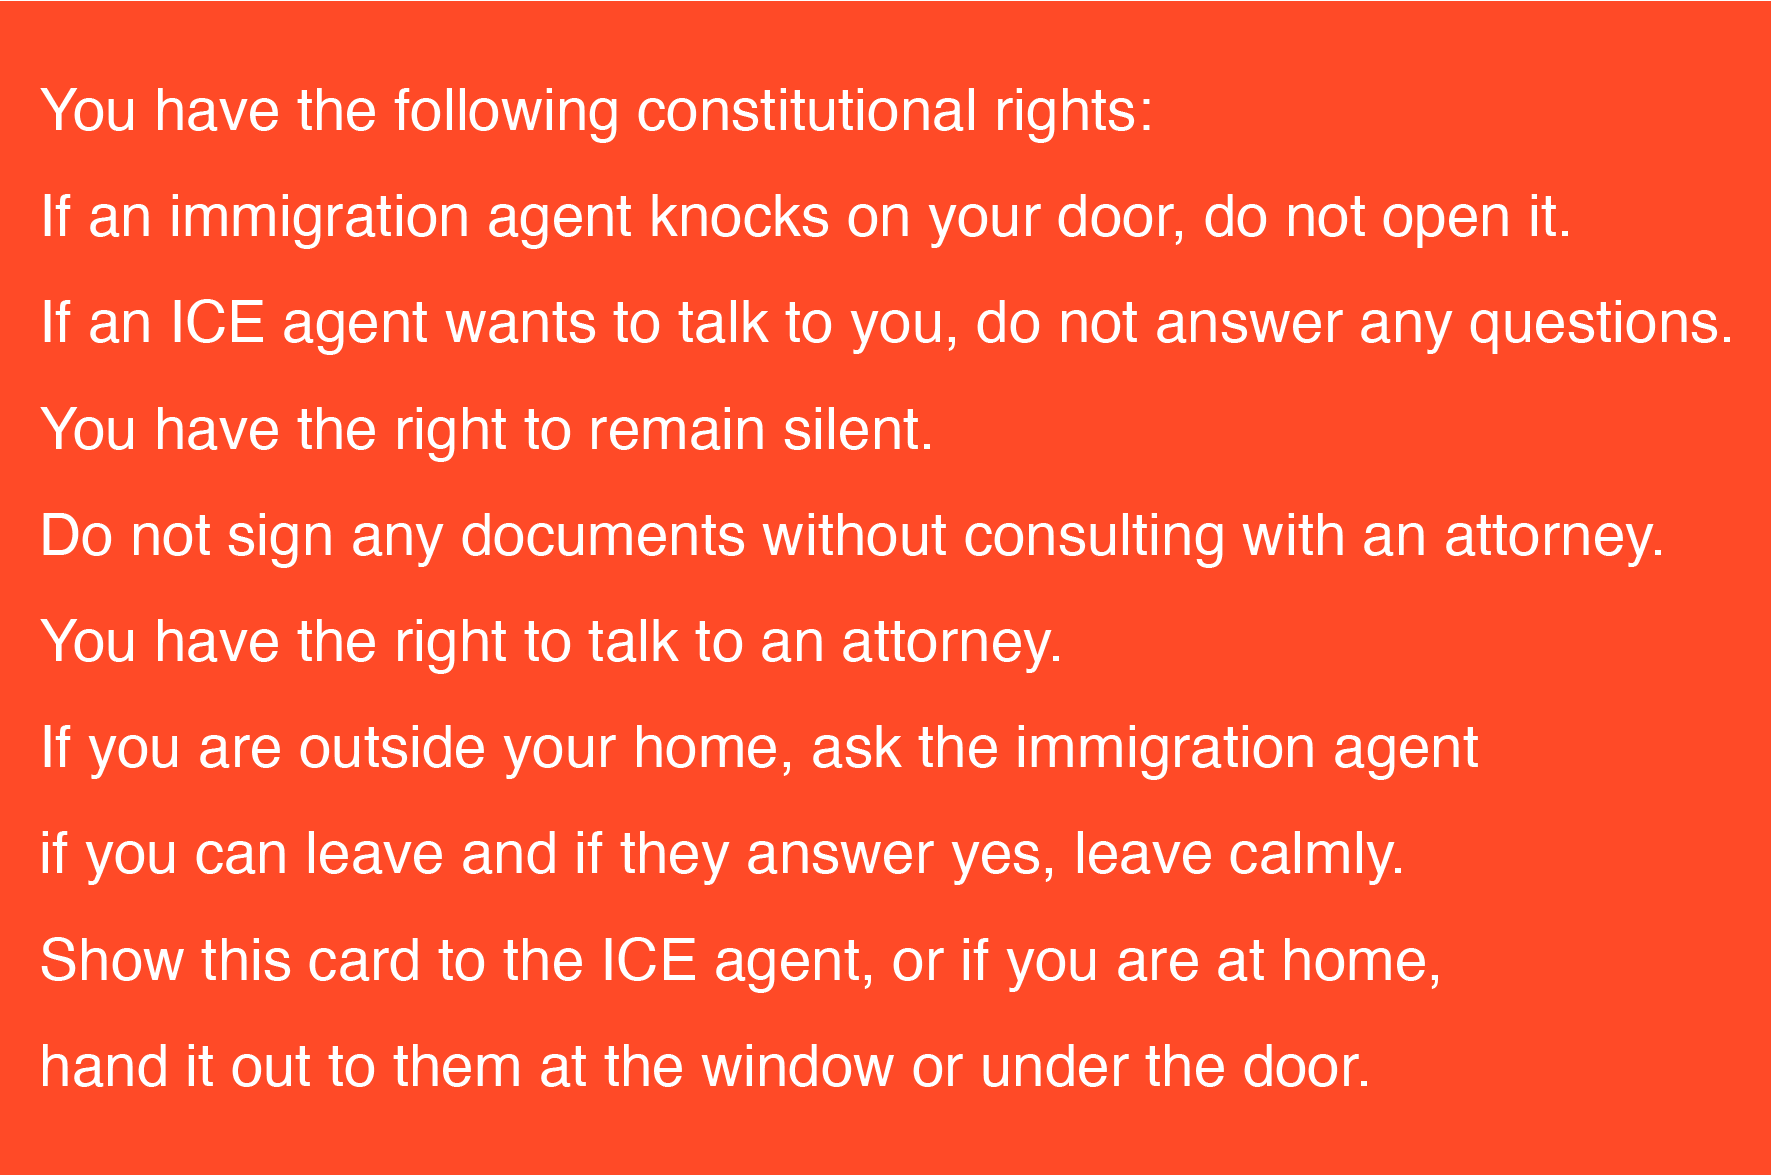 You have the following constitutional rights:
If an immigration agent knocks on your door, do not open it.
If an ICE agent wants to talk to you, do not answer any questions.
You have the right to remain silent.
Do not sign any documents without consulting with an attorney.
You have the right to talk to an attorney.
If you are outside your home, ask the immigration agent
if you can leave and if they answer yes, leave calmly.
Show this card to the ICE agent, or if you are at home,
hand it out to them at the window or under the door.